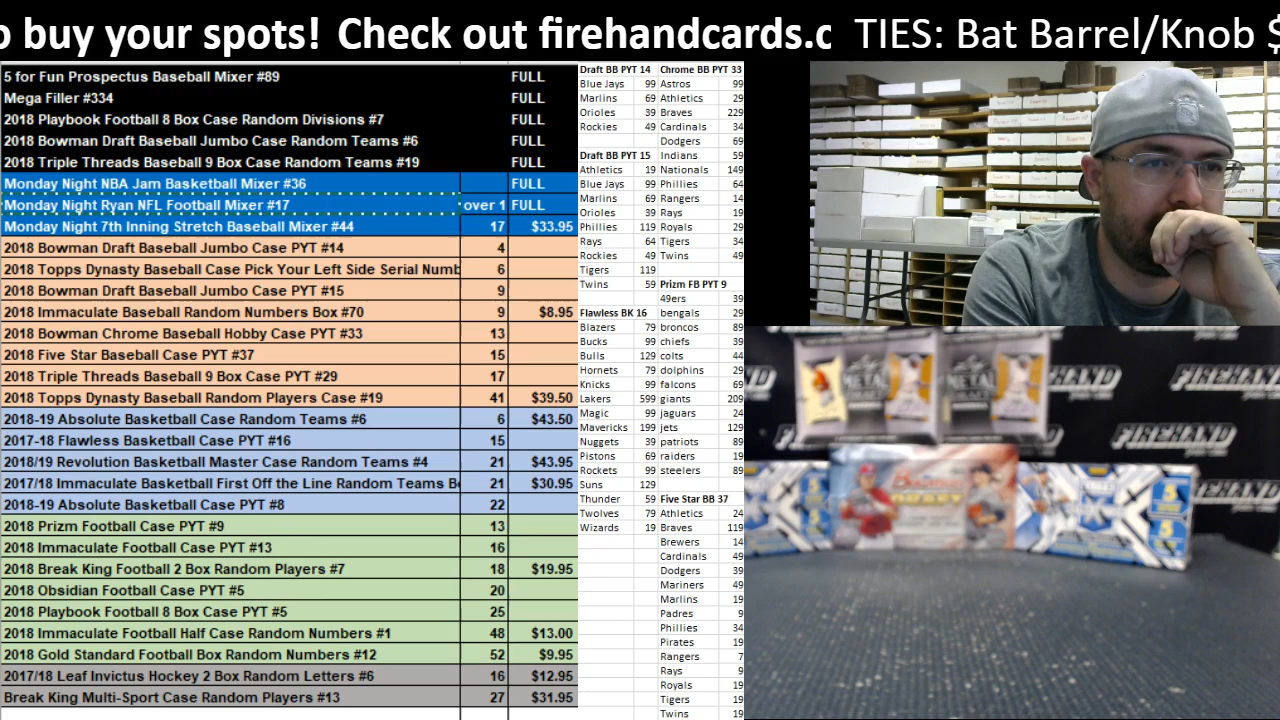 o buy your spots! Check out firehandcards.c
TIES: Bat Barrel/Knob $
5 for Fun Prospectus Baseball Mixer #89 FULL
Mega Filler #334 FULL
2018 Playbook Football 8 Box Case Random Divisions #7 FULL
2018 Bowman Draft Baseball Jumbo Case Random Teams #6 FULL
2018 Triple Threads Baseball 9 Box Case Random Teams #19 FULL
Monday Night NBA Jam Basketball Mixer #36 FULL
Monday Night Ryan NFL Football Mixer #17 over 1 FULL
Monday Night 7th Inning Stretch Baseball Mixer #44 17 $33.95
2018 Bowman Draft Baseball Jumbo Case PYT #14 4
2018 Topps Dynasty Baseball Case Pick Your Left Side Serial Numb 6
2018 Bowman Draft Baseball Jumbo Case PYT #15 9
2018 Immaculate Baseball Random Numbers Box #70 9 $8.95
2018 Bowman Chrome Baseball Hobby Case PYT #33 13
2018 Five Star Baseball Case PYT #37 15
2018 Triple Threads Baseball 9 Box Case PYT #29 17
2018 Topps Dynasty Baseball Random Players Case #19 41 $39.50
2018-19 Absolute Basketball Case Random Teams #6 6 $43.50
2017-18 Flawless Basketball Case PYT #16 15
2018/19 Revolution Basketball Master Case Random Teams #4 21 $43.95
2017/18 Immaculate Basketball First Off the Line Random Teams Bo 21 $30.95
2018-19 Absolute Basketball Case PYT #8 22
2018 Prizm Football Case PYT #9 13
2018 Immaculate Football Case PYT #13 16
2018 Break King Football 2 Box Random Players #7 18 $19.95
2018 Obsidian Football Case PYT #5 20
2018 Playbook Football 8 Box Case PYT #5 25
2018 Immaculate Football Half Case Random Numbers #1 48 $13.00
2018 Gold Standard Football Box Random Numbers #12 52 $9.95
2017/18 Leaf Invictus Hockey 2 Box Random Letters #6 16 $12.95
Break King Multi-Sport Case Random Players #13 27 $31.95
Draft BB PYT 14
Blue Jays 99
Marlins 69
Orioles 39
Rockies 49
Draft BB PYT 15
Athletics 19
Blue Jays 99
Marlins 69
Orioles 39
Phillies 119
Rays 64
Rockies 49
Tigers 119
Twins 59
Flawless BK 16
Blazers 79
Bucks 99
Bulls 129
Hornets 79
Knicks 99
Lakers 599
Magic 99
Mavericks 199
Nuggets 39
Pistons 69
Rockets 99
Suns 129
Thunder 59
Twolves 79
Wizards 19
Chrome BB PYT 33
Astros 99
Athletics 29
Braves 229
Cardinals 34
Dodgers 69
Indians 59
Nationals 149
Phillies 64
Rangers 14
Rays 19
Royals 29
Tigers 34
Twins 49
Prizm FB PYT 9
49ers 39
bengals 29
broncos 89
chiefs 39
colts 44
dolphins 29
falcons 69
giants 209
jaguars 24
jets 129
patriots 89
raiders 19
steelers 89
Five Star BB 37
Athletics 24
Braves 119
Brewers 14
Cardinals 49
Dodgers 39
Mariners 49
Marlins 19
Padres 9
Phillies 34
Pirates 19
Rangers 7
Rays 9
Royals 19
Tigers 19
Twins 19
FIREHAND
FIREHAND